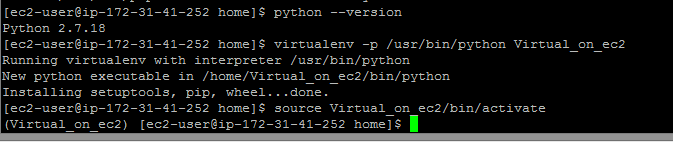 [ec2-user@ip-172-31-41-252 home]$ python --version
Python 2.7.18
[ec2-user@ip-172-31-41-252 home]$ virtualenv -p /usr/bin/python Virtual_on_ec2
Running virtualenv with interpreter /usr/bin/python
New python executable in /home/Virtual_on_ec2/bin/python
Installing setuptools, pip, wheel...done.
[ec2-user@ip-172-31-41-252 home]$ source Virtual_on_ec2/bin/activate
(Virtual_on_ec2) [ec2-user@ip-172-31-41-252 home]$